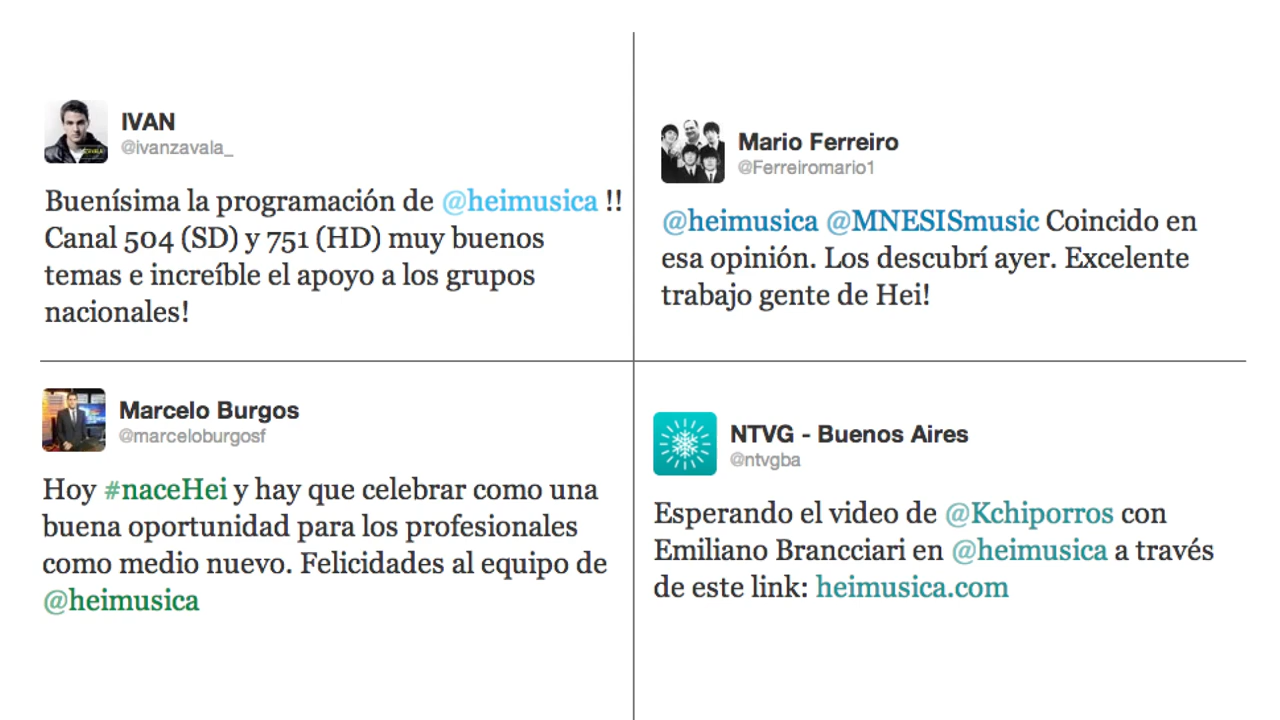 IVAN
@ivanzavala_
Buenísima la programación de @heimusica !!
Canal 504 (SD) y 751 (HD) muy buenos
temas e increíble el apoyo a los grupos
nacionales!
Mario Ferreiro
@Ferreiromario1
@heimusica @MNESISmusic Coincido en
esa opinión. Los descubrí ayer. Excelente
trabajo gente de Hei!
Marcelo Burgos
@marceloburgosf
Hoy #naceHei y hay que celebrar como una
buena oportunidad para los profesionales
como medio nuevo. Felicidades al equipo de
@heimusica
NTVG - Buenos Aires
@ntvgba
Esperando el video de @Kchiporros con
Emiliano Brancciari en @heimusica a través
de este link: heimusica.com